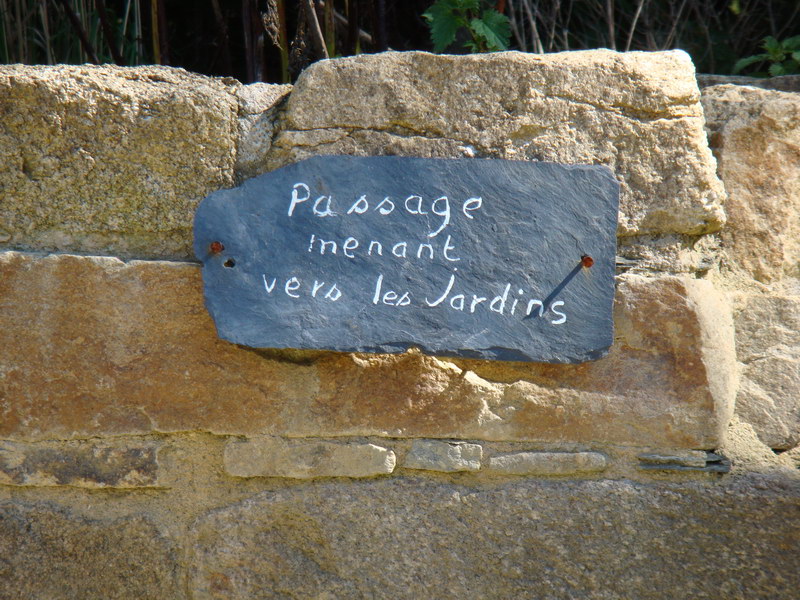 Passage
menant
vers les Jardins